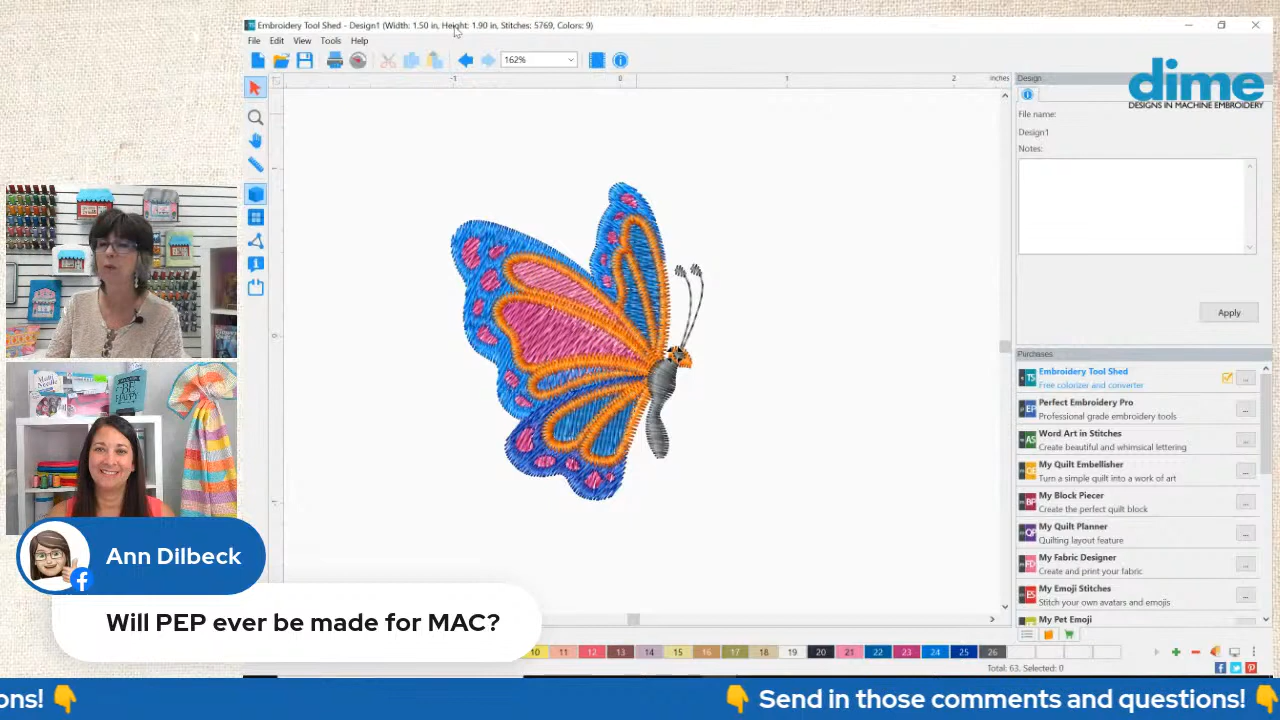 Embroidery Tool Shed - Design1 (Width: 1.50 in, Height: 1.90 in, Stitches: 5769, Colors: 9)
File Edit View Tools Help
162%
-1 0 1 2 inches
Design
dime
DESIGNS IN MACHINE EMBROIDERY
File name:
Design1
Notes:
Apply
Purchases
Embroidery Tool Shed
Free colorizer and converter
Perfect Embroidery Pro
Professional grade embroidery tools
Word Art in Stitches
Create beautiful and whimsical lettering
My Quilt Embellisher
Turn a simple quilt into a work of art
My Block Piecer
Create the perfect quilt block
My Quilt Planner
Quilting layout feature
My Fabric Designer
Create and print your fabric
My Emoji Stitches
Stitch your own avatars and emojis
My Pet Emoji
Ann Dilbeck
Will PEP ever be made for MAC?
10 11 12 13 14 15 16 17 18 19 20 21 22 23 24 25 26
Total: 63, Selected: 0
ons! 👇 👇 Send in those comments and questions! 👇